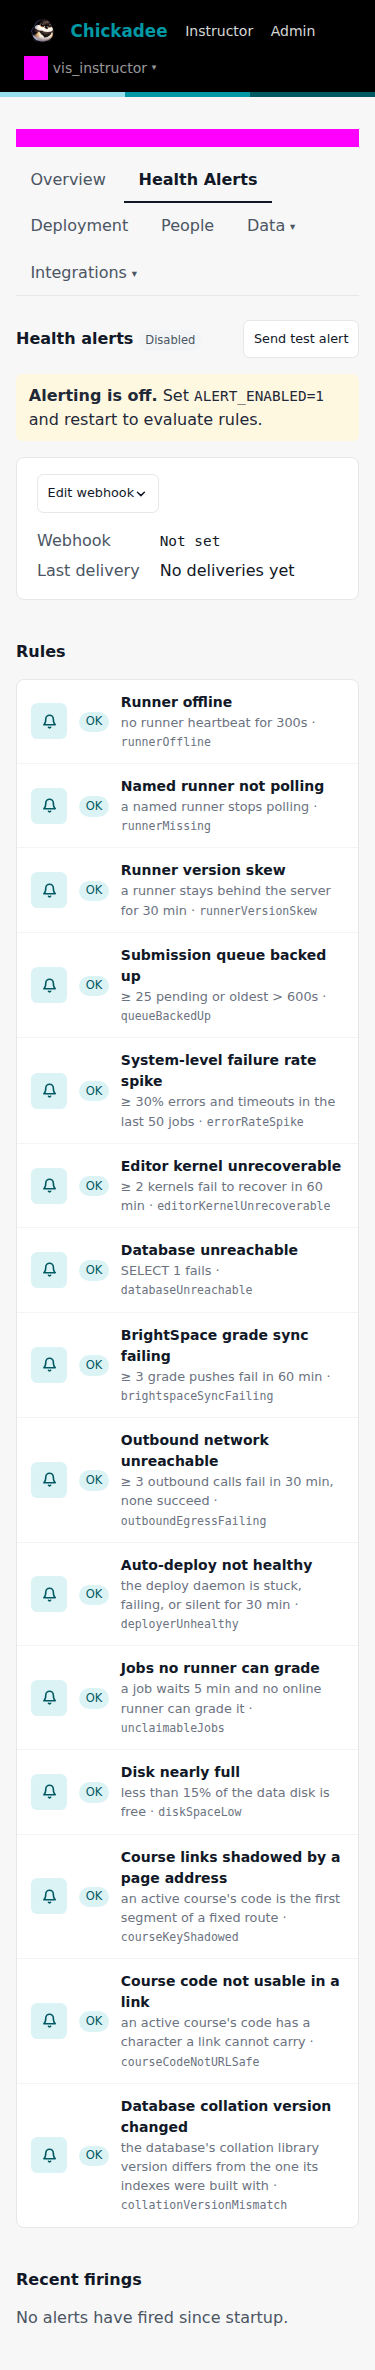 Chickadee Instructor Admin
vis_instructor ▾
Overview Health Alerts
Deployment People Data ▾
Integrations ▾
Health alerts Disabled Send test alert
Alerting is off. Set ALERT_ENABLED=1
and restart to evaluate rules.
Edit webhook
Webhook Not set
Last delivery No deliveries yet
Rules
OK Runner offline
no runner heartbeat for 300s ·
runnerOffline
OK Named runner not polling
a named runner stops polling ·
runnerMissing
OK Runner version skew
a runner stays behind the server
for 30 min · runnerVersionSkew
OK Submission queue backed
up
≥ 25 pending or oldest > 600s ·
queueBackedUp
OK System-level failure rate
spike
≥ 30% errors and timeouts in the
last 50 jobs · errorRateSpike
OK Editor kernel unrecoverable
≥ 2 kernels fail to recover in 60
min · editorKernelUnrecoverable
OK Database unreachable
SELECT 1 fails ·
databaseUnreachable
OK BrightSpace grade sync
failing
≥ 3 grade pushes fail in 60 min ·
brightspaceSyncFailing
OK Outbound network
unreachable
≥ 3 outbound calls fail in 30 min,
none succeed ·
outboundEgressFailing
OK Auto-deploy not healthy
the deploy daemon is stuck,
failing, or silent for 30 min ·
deployerUnhealthy
OK Jobs no runner can grade
a job waits 5 min and no online
runner can grade it ·
unclaimableJobs
OK Disk nearly full
less than 15% of the data disk is
free · diskSpaceLow
OK Course links shadowed by a
page address
an active course's code is the first
segment of a fixed route ·
courseKeyShadowed
OK Course code not usable in a
link
an active course's code has a
character a link cannot carry ·
courseCodeNotURLSafe
OK Database collation version
changed
the database's collation library
version differs from the one its
indexes were built with ·
collationVersionMismatch
Recent firings
No alerts have fired since startup.